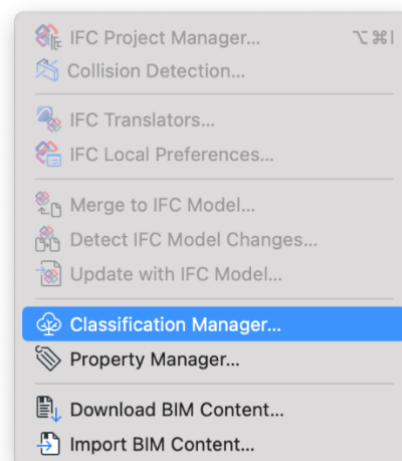 IFC Project Manager... ⌥⌘I
Collision Detection...
IFC Translators...
IFC Local Preferences...
Merge to IFC Model...
Detect IFC Model Changes...
Update with IFC Model...
Classification Manager...
Property Manager...
Download BIM Content...
Import BIM Content...